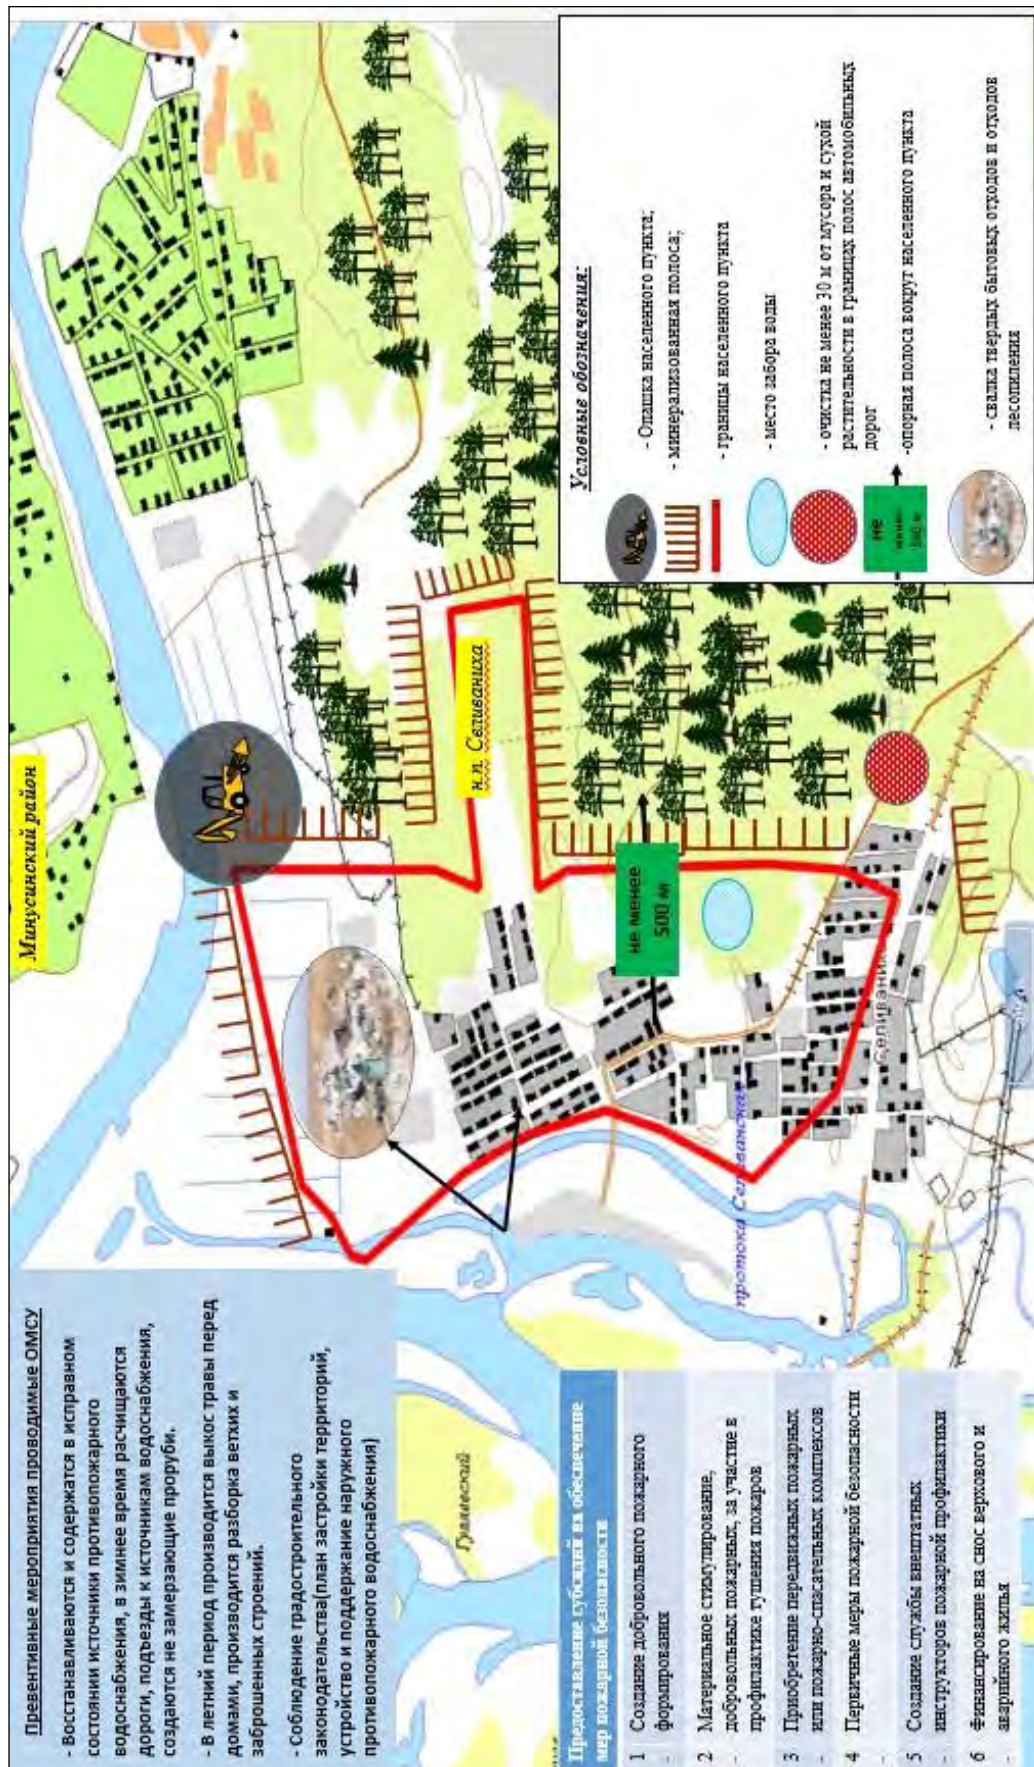 Минусинский район
Превентивные мероприятия проводимые ОМСУ
- Восстанавливаются и содержатся в исправном
состоянии источники противопожарного
водоснабжения, в зимнее время расчищаются
дороги, подъезды к источникам водоснабжения,
создаются не замерзающие проруби.
- В летний период производится выкос травы перед
домами, производится разборка ветхих и
заброшенных строений.
- Соблюдение градостроительного
законодательства(план застройки территорий,
устройство и поддержание наружного
противопожарного водоснабжения)
н.п. Селиваниха
не менее
500 м
Селиваниха
протока
Предоставление субсидий на обеспечение
мер пожарной безопасности
1 Создание добровольного пожарного
- формирования
2 Материальное стимулирование,
- добровольных пожарных, за участие в
профилактике тушения пожаров
3 Приобретение передвижных пожарных
- или пожарно-спасательных комплексов
4 Первичные меры пожарной безопасности
-
5 Создание службы внештатных
- инструкторов пожарной профилактики
6 Финансирование на снос верхового и
- аварийного жилья
Условные обозначения:
- Опашка населенного пункта;
- минерализованная полоса;
- границы населенного пункта
- место забора воды
- очистка не менее 30 м от мусора и сухой
растительности в границах полос автомобильных
дорог
не
менее
500 м
-опорная полоса вокруг населенного пункта
- свалка твердых бытовых отходов и отходов
лесопиления